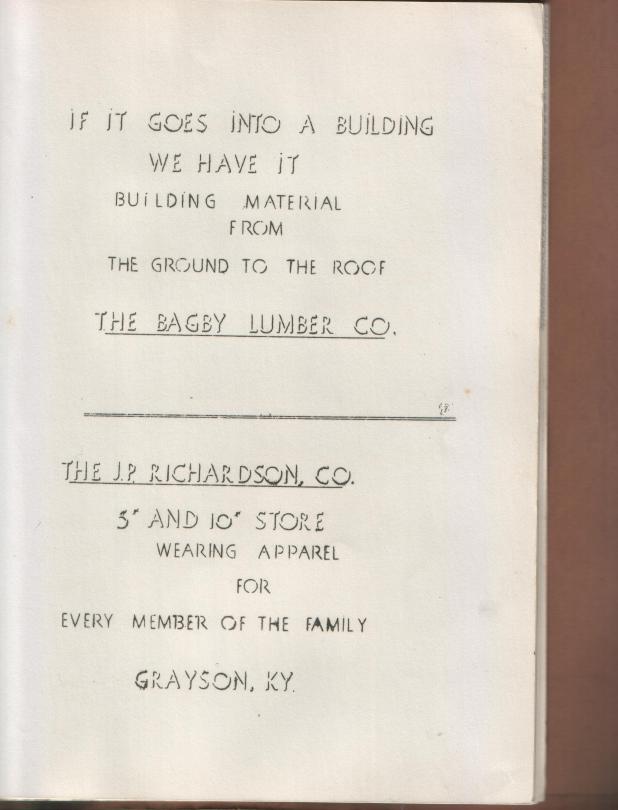 IF IT GOES INTO A BUILDING
WE HAVE IT
BUILDING MATERIAL
FROM
THE GROUND TO THE ROOF
THE BAGBY LUMBER CO.
THE J.P. RICHARDSON, CO.
5" AND 10" STORE
WEARING APPAREL
FOR
EVERY MEMBER OF THE FAMILY
GRAYSON, KY.